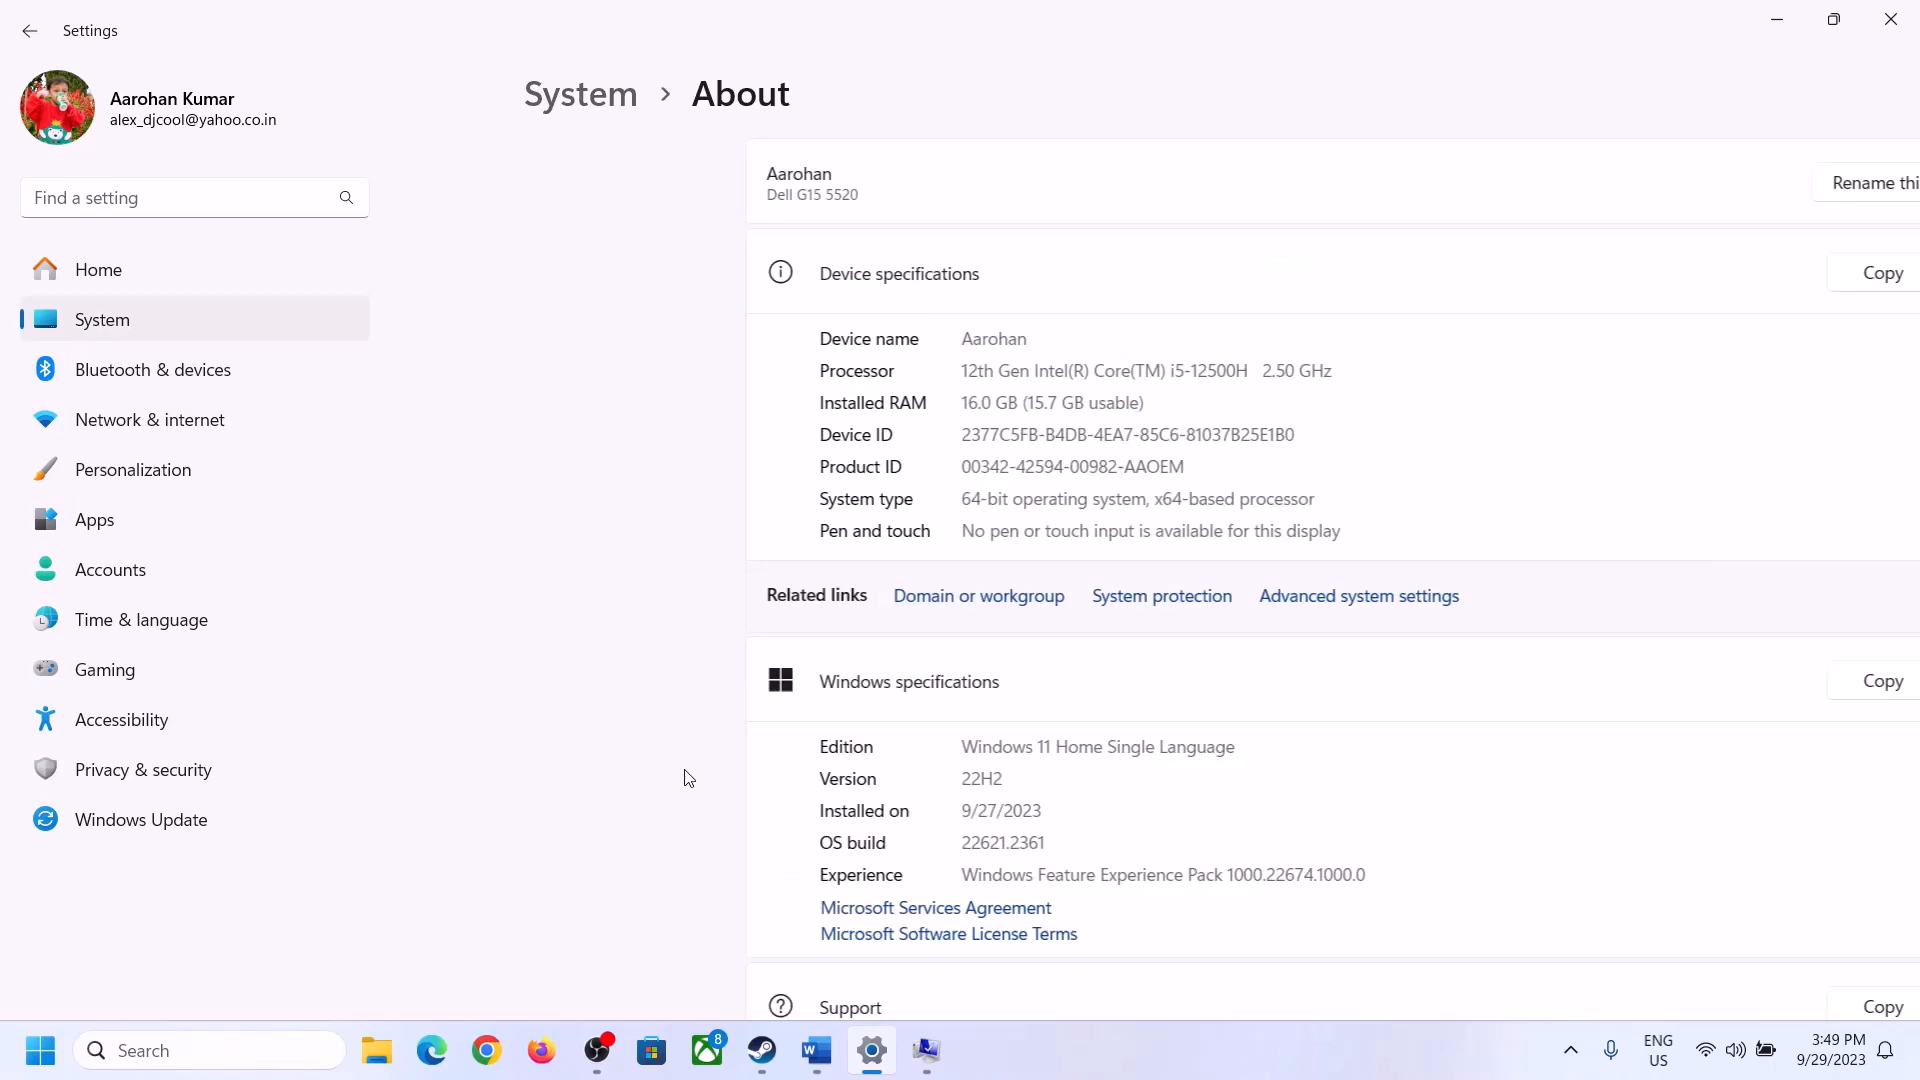 Settings
Aarohan Kumar
alex_djcool@yahoo.co.in
Find a setting
Home
System
Bluetooth & devices
Network & internet
Personalization
Apps
Accounts
Time & language
Gaming
Accessibility
Privacy & security
Windows Update
System > About
Aarohan
Dell G15 5520
Rename thi
Device specifications
Copy
Device name Aarohan
Processor 12th Gen Intel(R) Core(TM) i5-12500H 2.50 GHz
Installed RAM 16.0 GB (15.7 GB usable)
Device ID 2377C5FB-B4DB-4EA7-85C6-81037B25E1B0
Product ID 00342-42594-00982-AAOEM
System type 64-bit operating system, x64-based processor
Pen and touch No pen or touch input is available for this display
Related links Domain or workgroup System protection Advanced system settings
Windows specifications
Copy
Edition Windows 11 Home Single Language
Version 22H2
Installed on 9/27/2023
OS build 22621.2361
Experience Windows Feature Experience Pack 1000.22674.1000.0
Microsoft Services Agreement
Microsoft Software License Terms
Support
Copy
Search
8
ENG
US
3:49 PM
9/29/2023